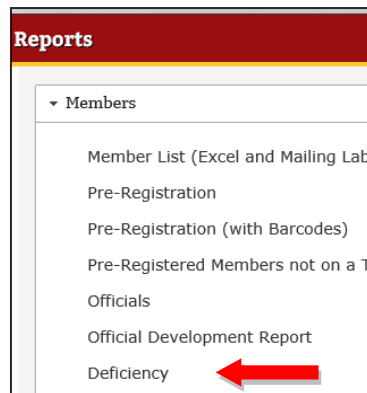 Reports
Members
Member List (Excel and Mailing Lab
Pre-Registration
Pre-Registration (with Barcodes)
Pre-Registered Members not on a T
Officials
Official Development Report
Deficiency